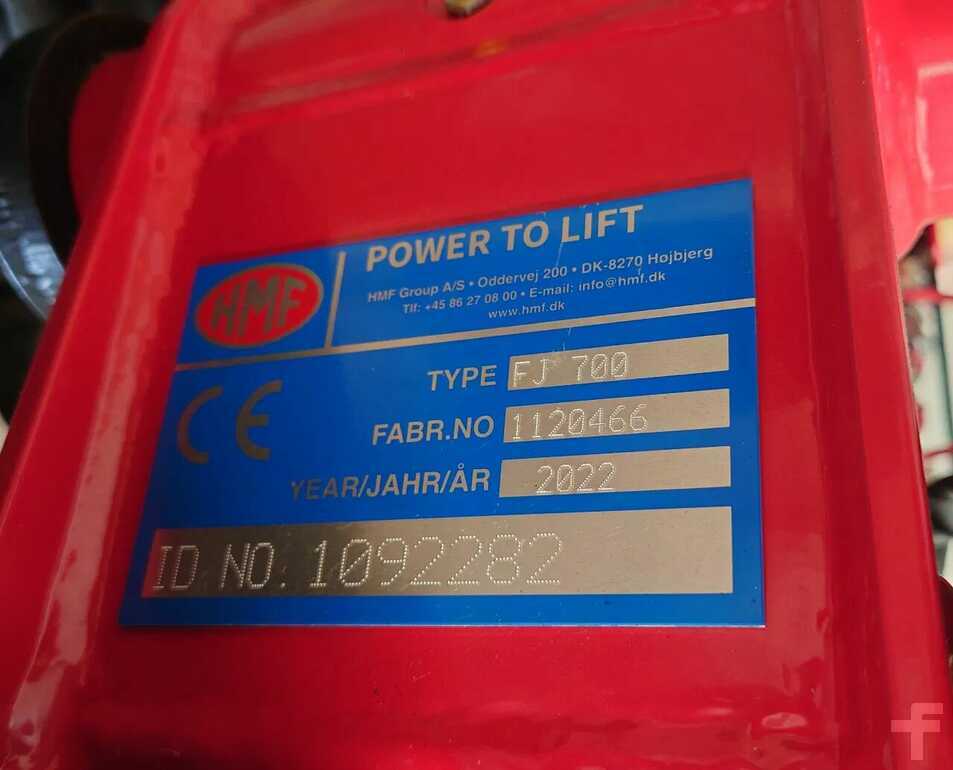 HMF
POWER TO LIFT
HMF Group A/S • Oddervej 200 • DK-8270 Højbjerg
Tlf: +45 86 27 08 00 • E-mail: info@hmf.dk
www.hmf.dk
CE
TYPE FJ 700
FABR.NO 1120466
YEAR/JAHR/ÅR 2022
ID NO. 1092282
f